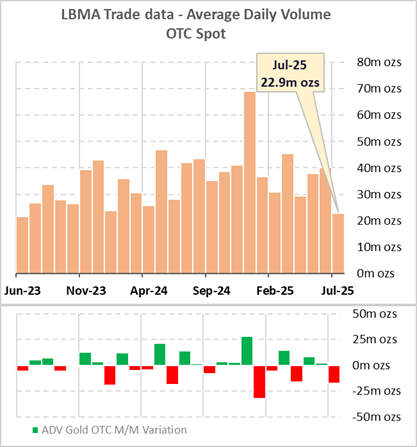 LBMA Trade data - Average Daily Volume
OTC Spot
Jul-25
22.9m ozs
80m ozs
70m ozs
60m ozs
50m ozs
40m ozs
30m ozs
20m ozs
10m ozs
0m ozs
Jun-23 Nov-23 Apr-24 Sep-24 Feb-25 Jul-25
50m ozs
25m ozs
0m ozs
-25m ozs
-50m ozs
ADV Gold OTC M/M Variation